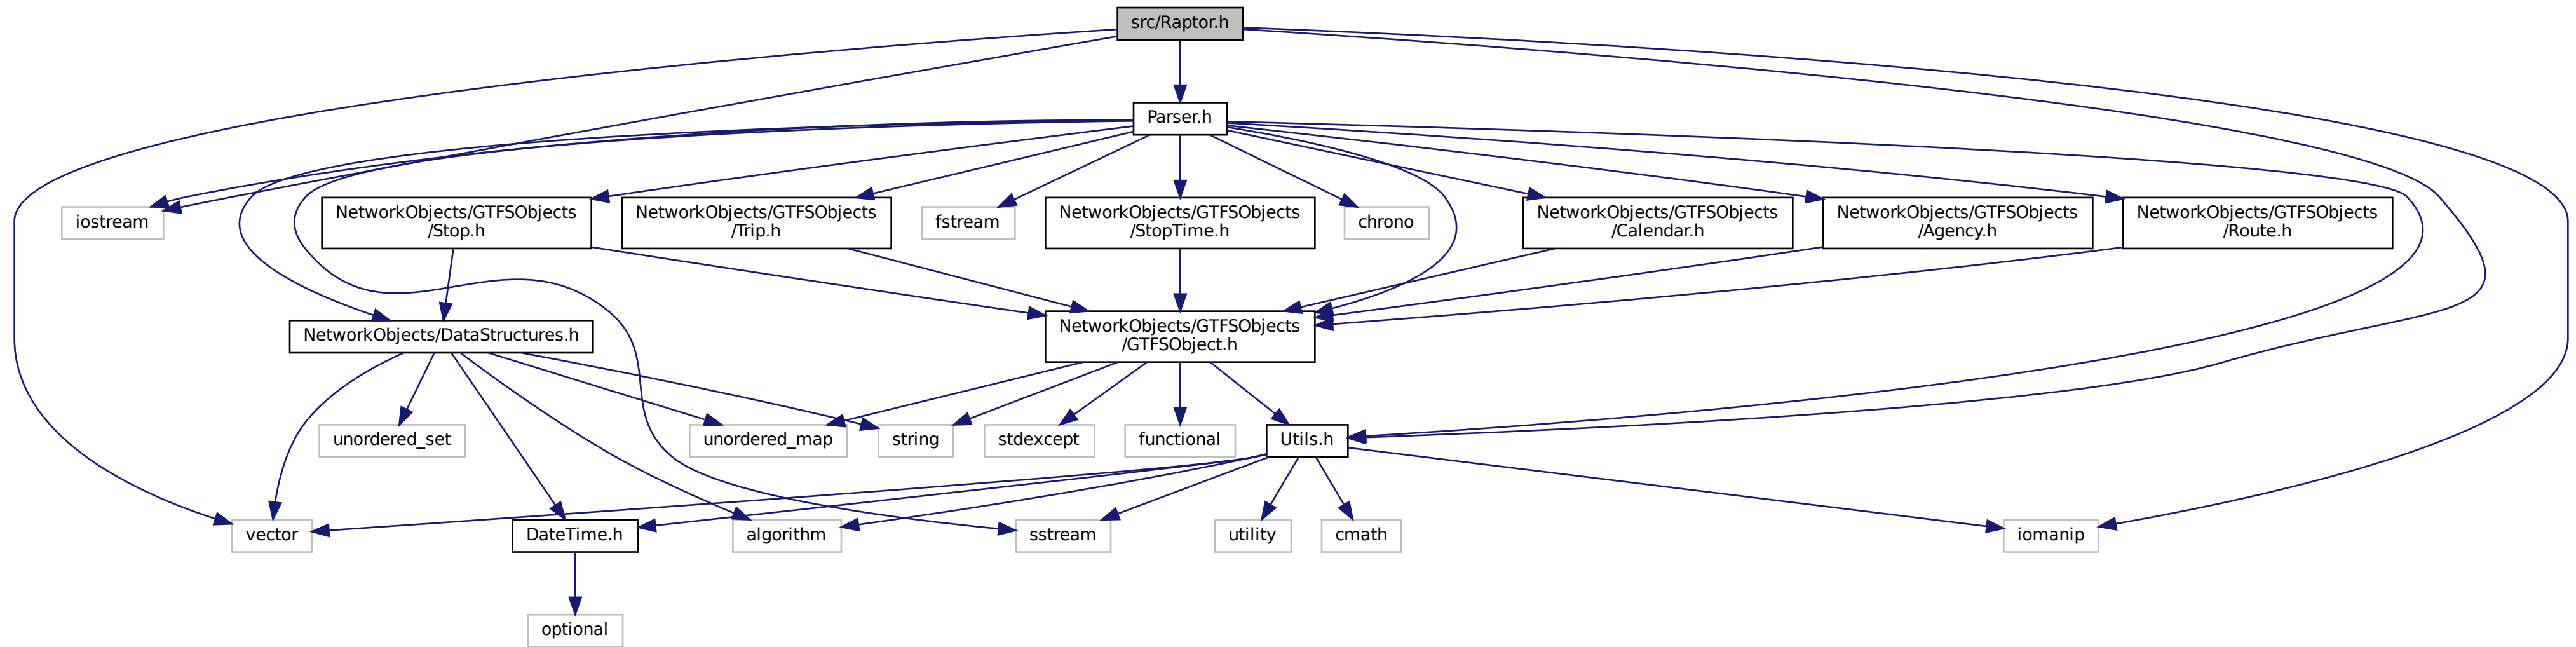 src/Raptor.h
Parser.h
iostream
NetworkObjects/GTFSObjects
/Stop.h
NetworkObjects/GTFSObjects
/Trip.h
fstream
NetworkObjects/GTFSObjects
/StopTime.h
chrono
NetworkObjects/GTFSObjects
/Calendar.h
NetworkObjects/GTFSObjects
/Agency.h
NetworkObjects/GTFSObjects
/Route.h
NetworkObjects/DataStructures.h
NetworkObjects/GTFSObjects
/GTFSObject.h
unordered_set
unordered_map
string
stdexcept
functional
Utils.h
vector
DateTime.h
algorithm
sstream
utility
cmath
iomanip
optional